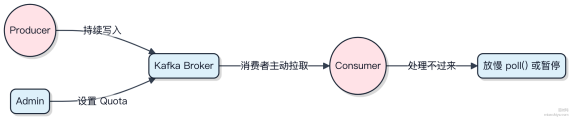 Producer
持续写入
Kafka Broker
消费者主动拉取
Consumer
处理不过来
放慢 poll() 或暂停
Admin
设置 Quota